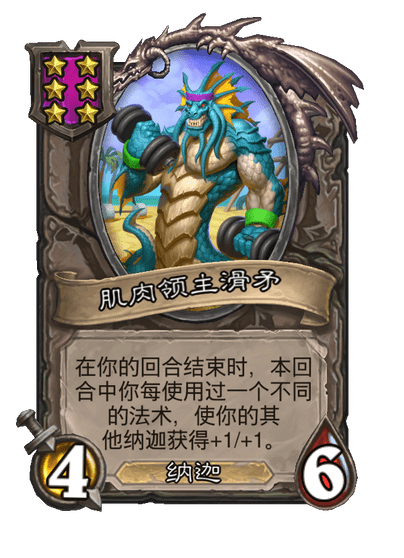 肌肉领主滑矛
在你的回合结束时，本回
合中你每使用过一个不同
的法术，使你的其
他纳迦获得+1/+1。
4
纳迦
6